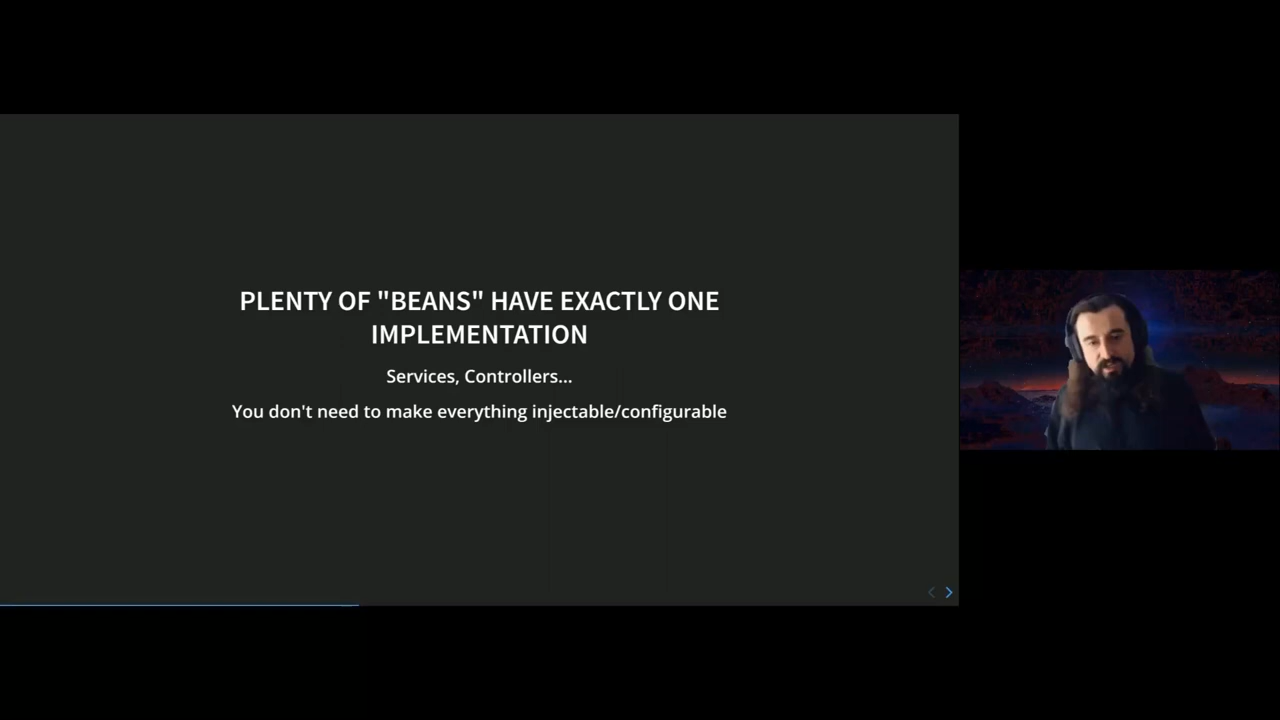 PLENTY OF "BEANS" HAVE EXACTLY ONE
IMPLEMENTATION
Services, Controllers...
You don't need to make everything injectable/configurable